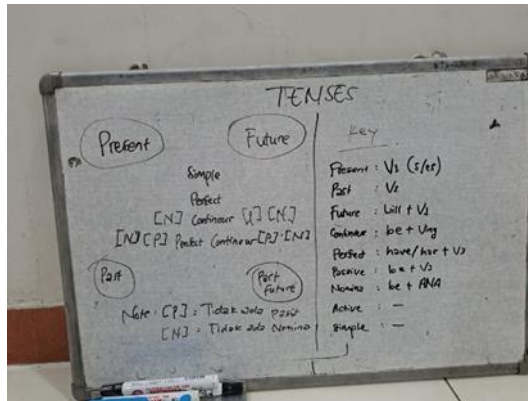 TENSES
Present
Future
Simple
Perfect
[N] Continous [N]
[N][P] Perfect Continous [P][N]
Past
Past Future
Note: [P] = Tidak ada pasif
[N] = Tidak ada Nomina
Key
Present : V1 (s/es)
Past : V2
Future : Will + V1
Continous : be + Ving
Perfect : have/has + V3
Passive : be + V3
Nomina : be + ANA
Active : —
Simple : —